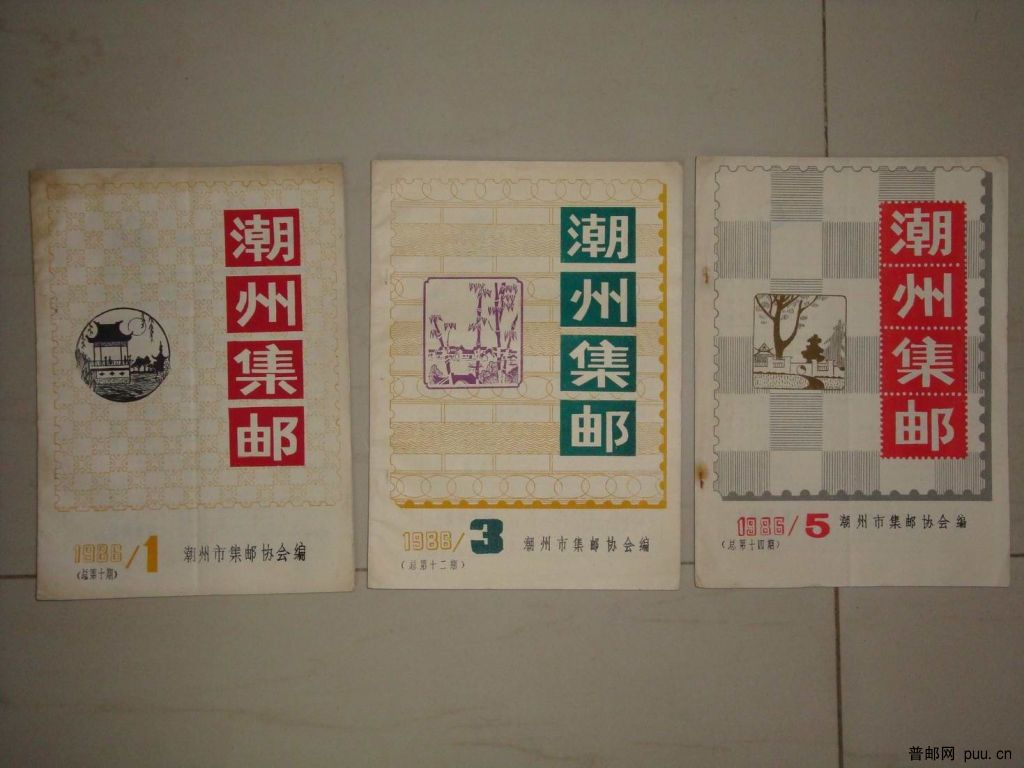 潮
州
集
邮
1986/1 潮州市集邮协会编
(总第十期)
潮
州
集
邮
1986/3 潮州市集邮协会编
(总第十二期)
潮
州
集
邮
1986/5 潮州市集邮协会编
(总第十四期)
普邮网 puu.cn